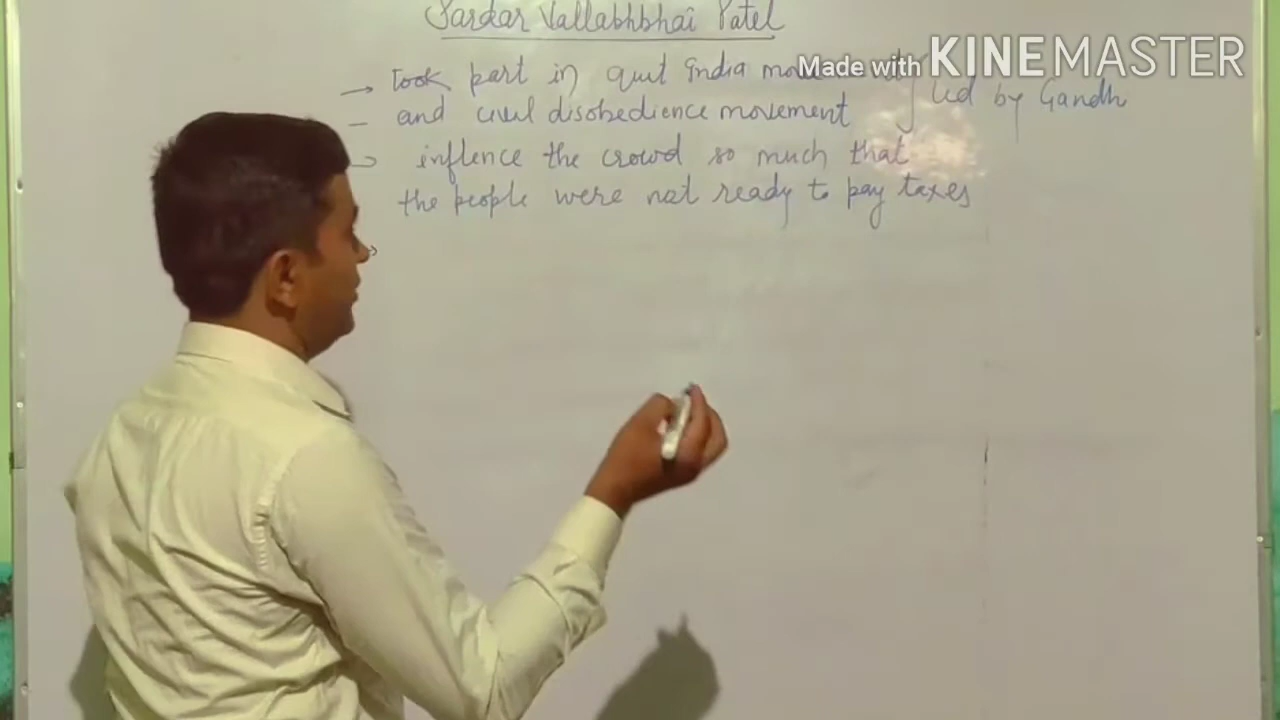 Sardar Vallabhbhai Patel
Made with KINEMASTER
→ took part in quit India
and civil disobedience movement
led by Gandh
→ inflence the crowd so much that
the people were not ready to pay taxes
→